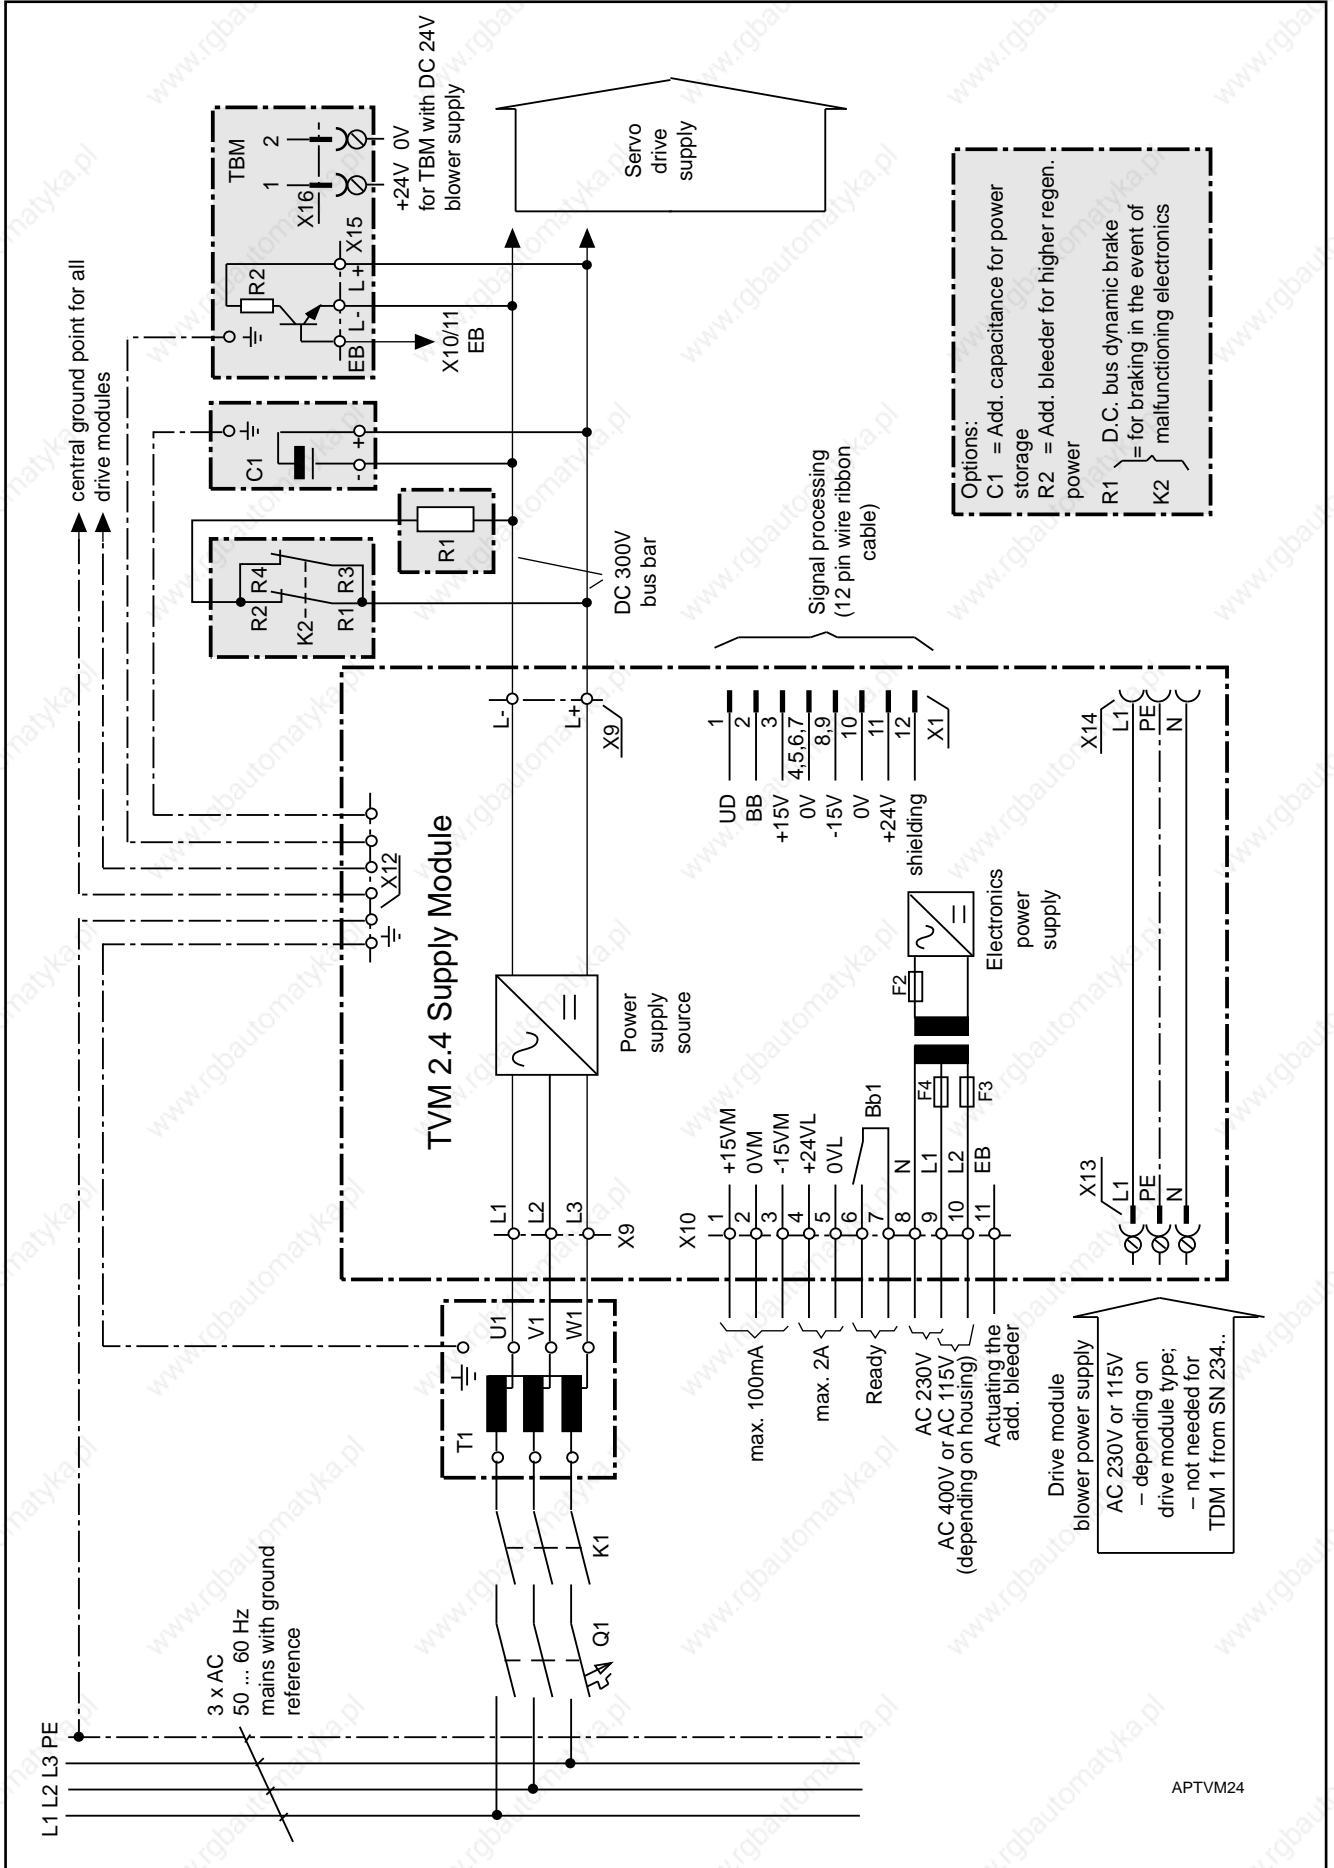 L1 L2 L3 PE
3 x AC
50 ... 60 Hz
mains with ground
reference
Q1
K1
T1
U1
V1
W1
central ground point for all
drive modules
TVM 2.4 Supply Module
X12
L1
L2
L3
X9
Power
supply
source
L-
L+
X9
DC 300V
bus bar
R2
R4
K2
R1
R3
R1
C1
-
+
TBM
R2
EB
L-
L+
X15
X10/11
EB
X16
1
2
+24V 0V
for TBM with DC 24V
blower supply
Servo
drive
supply
X10
1
2
3
4
5
6
7
8
9
10
11
+15VM
0VM
-15VM
+24VL
0VL
Bb1
N
L1
L2
EB
max. 100mA
max. 2A
Ready
AC 230V
AC 400V or AC 115V
(depending on housing)
Actuating the
add. bleeder
F4
F3
F2
Electronics
power
supply
UD
BB
+15V
0V
-15V
0V
+24V
shielding
1
2
3
4,5,6,7
8,9
10
11
12
X1
Signal processing
(12 pin wire ribbon
cable)
X13
L1
PE
N
X14
L1
PE
N
Drive module
blower power supply
AC 230V or 115V
– depending on
drive module type;
– not needed for
TDM 1 from SN 234..
Options:
C1 = Add. capacitance for power
storage
R2 = Add. bleeder for higher regen.
power
R1 D.C. bus dynamic brake
= for braking in the event of
K2 malfunctioning electronics
APTVM24
www.rgbautomatyka.pl